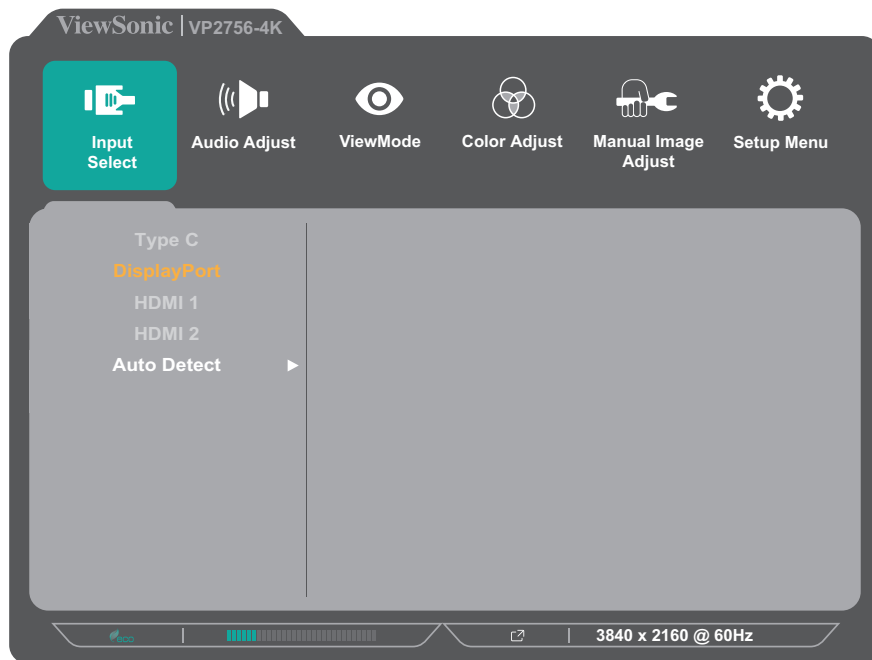 ViewSonic | VP2756-4K
Input Select
Audio Adjust
ViewMode
Color Adjust
Manual Image Adjust
Setup Menu
Type C
DisplayPort
HDMI 1
HDMI 2
Auto Detect ►
eco
3840 x 2160 @ 60Hz